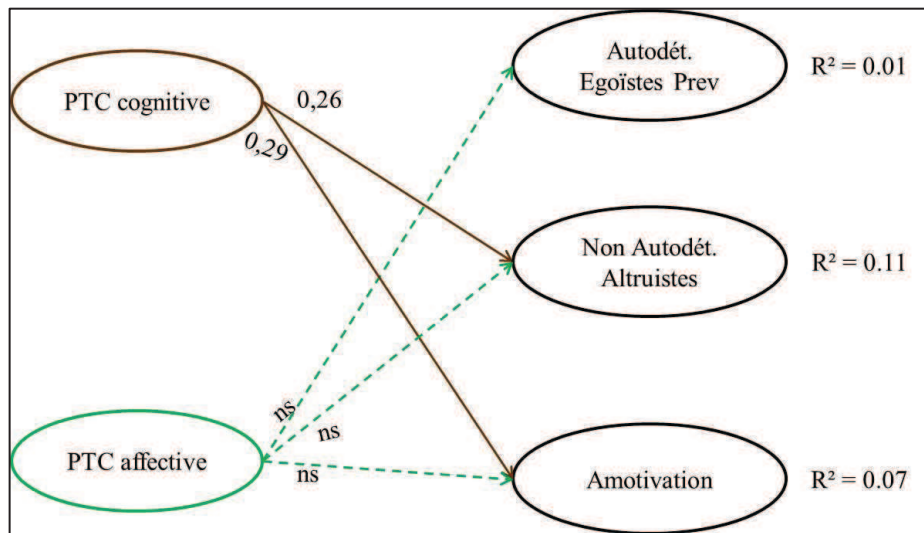 PTC cognitive
0,26
0,29
Autodét.
Egoïstes Prev
R² = 0.01
Non Autodét.
Altruistes
R² = 0.11
PTC affective
ns
ns
ns
Amotivation
R² = 0.07